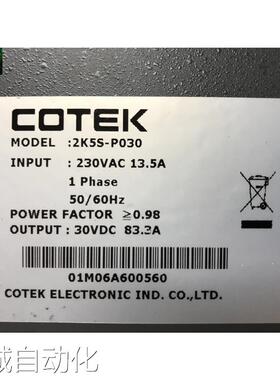 COTEK
MODEL :2K5S-P030
INPUT : 230VAC 13.5A
1 Phase
50/60Hz
POWER FACTOR ≥0.98
OUTPUT : 30VDC 83.3A
01M06A600560
COTEK ELECTRONIC IND. CO.,LTD.
诚自动化